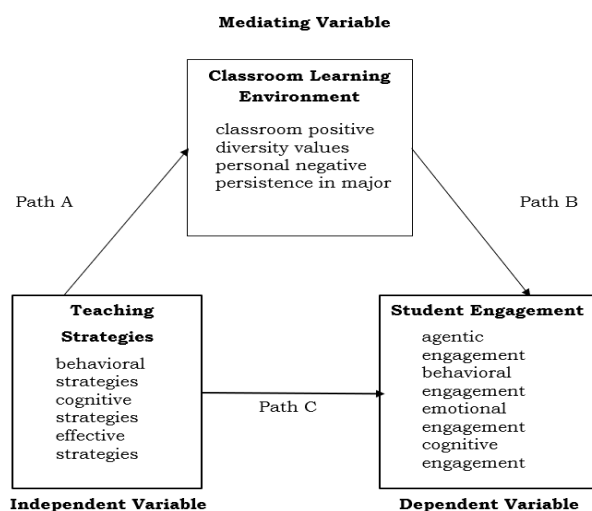 Mediating Variable
Classroom Learning
Environment
classroom positive
diversity values
personal negative
persistence in major
Path A
Path B
Teaching
Strategies
behavioral
strategies
cognitive
strategies
effective
strategies
Path C
Student Engagement
agentic
engagement
behavioral
engagement
emotional
engagement
cognitive
engagement
Independent Variable
Dependent Variable